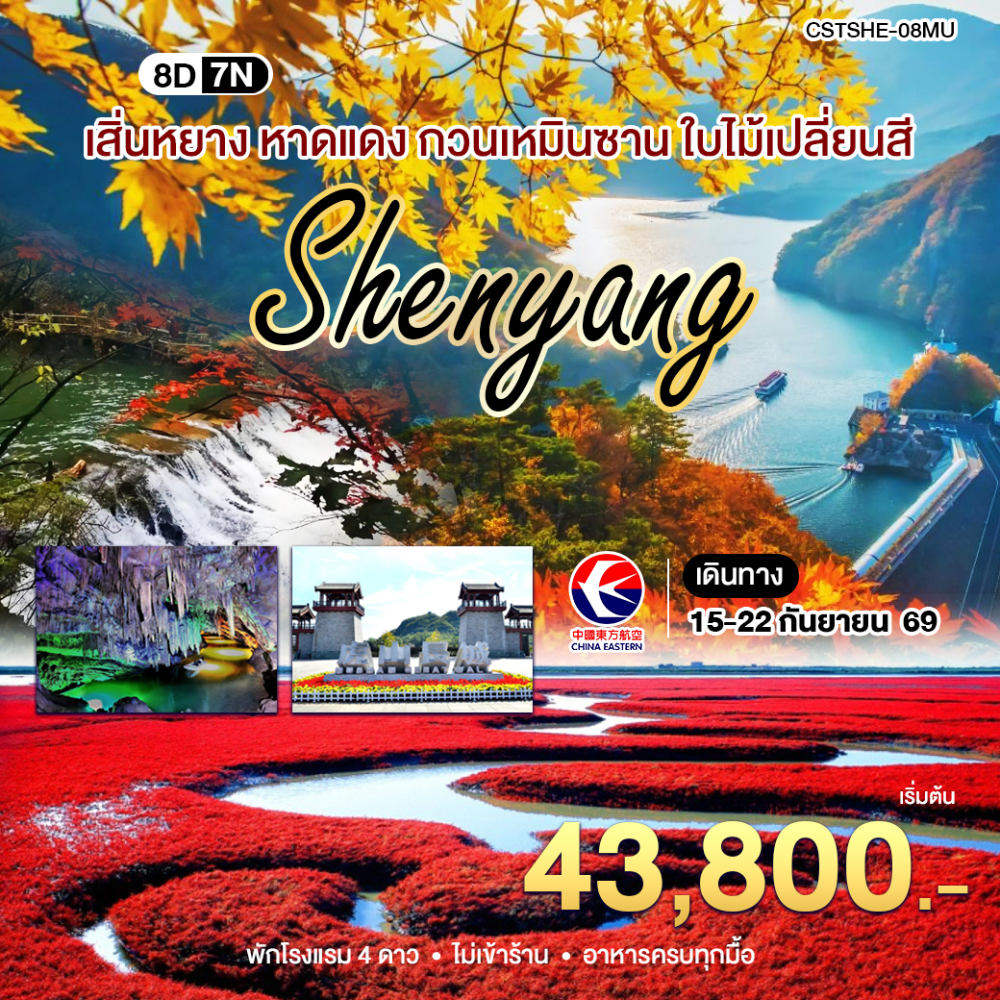 CSTSHE-08MU
8D 7N
เสิ่นหยาง หาดแดง กวนเหมินซาน ใบไม้เปลี่ยนสี
Shenyang
中國東方航空
CHINA EASTERN
เดินทาง
15-22 กันยายน 69
เริ่มต้น
43,800.-
พักโรงแรม 4 ดาว • ไม่เข้าร้าน • อาหารครบทุกมื้อ